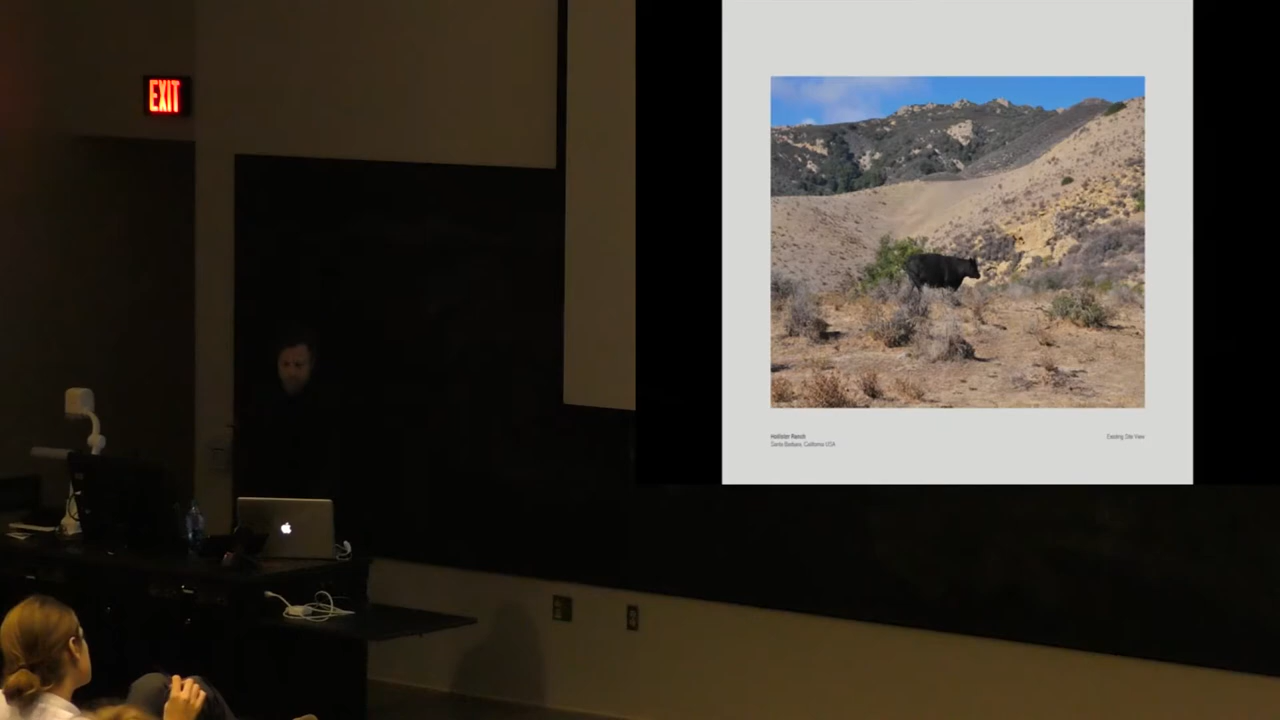 EXIT
Hollister Ranch
Santa Barbara, California USA
Existing Site View